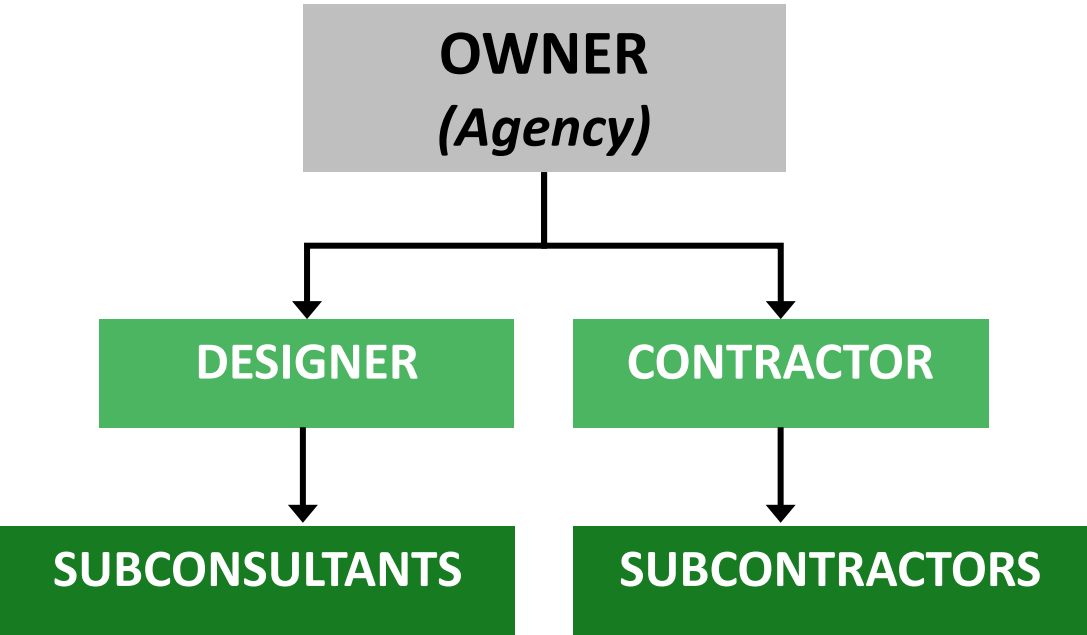 OWNER
(Agency)
DESIGNER
CONTRACTOR
SUBCONSULTANTS
SUBCONTRACTORS